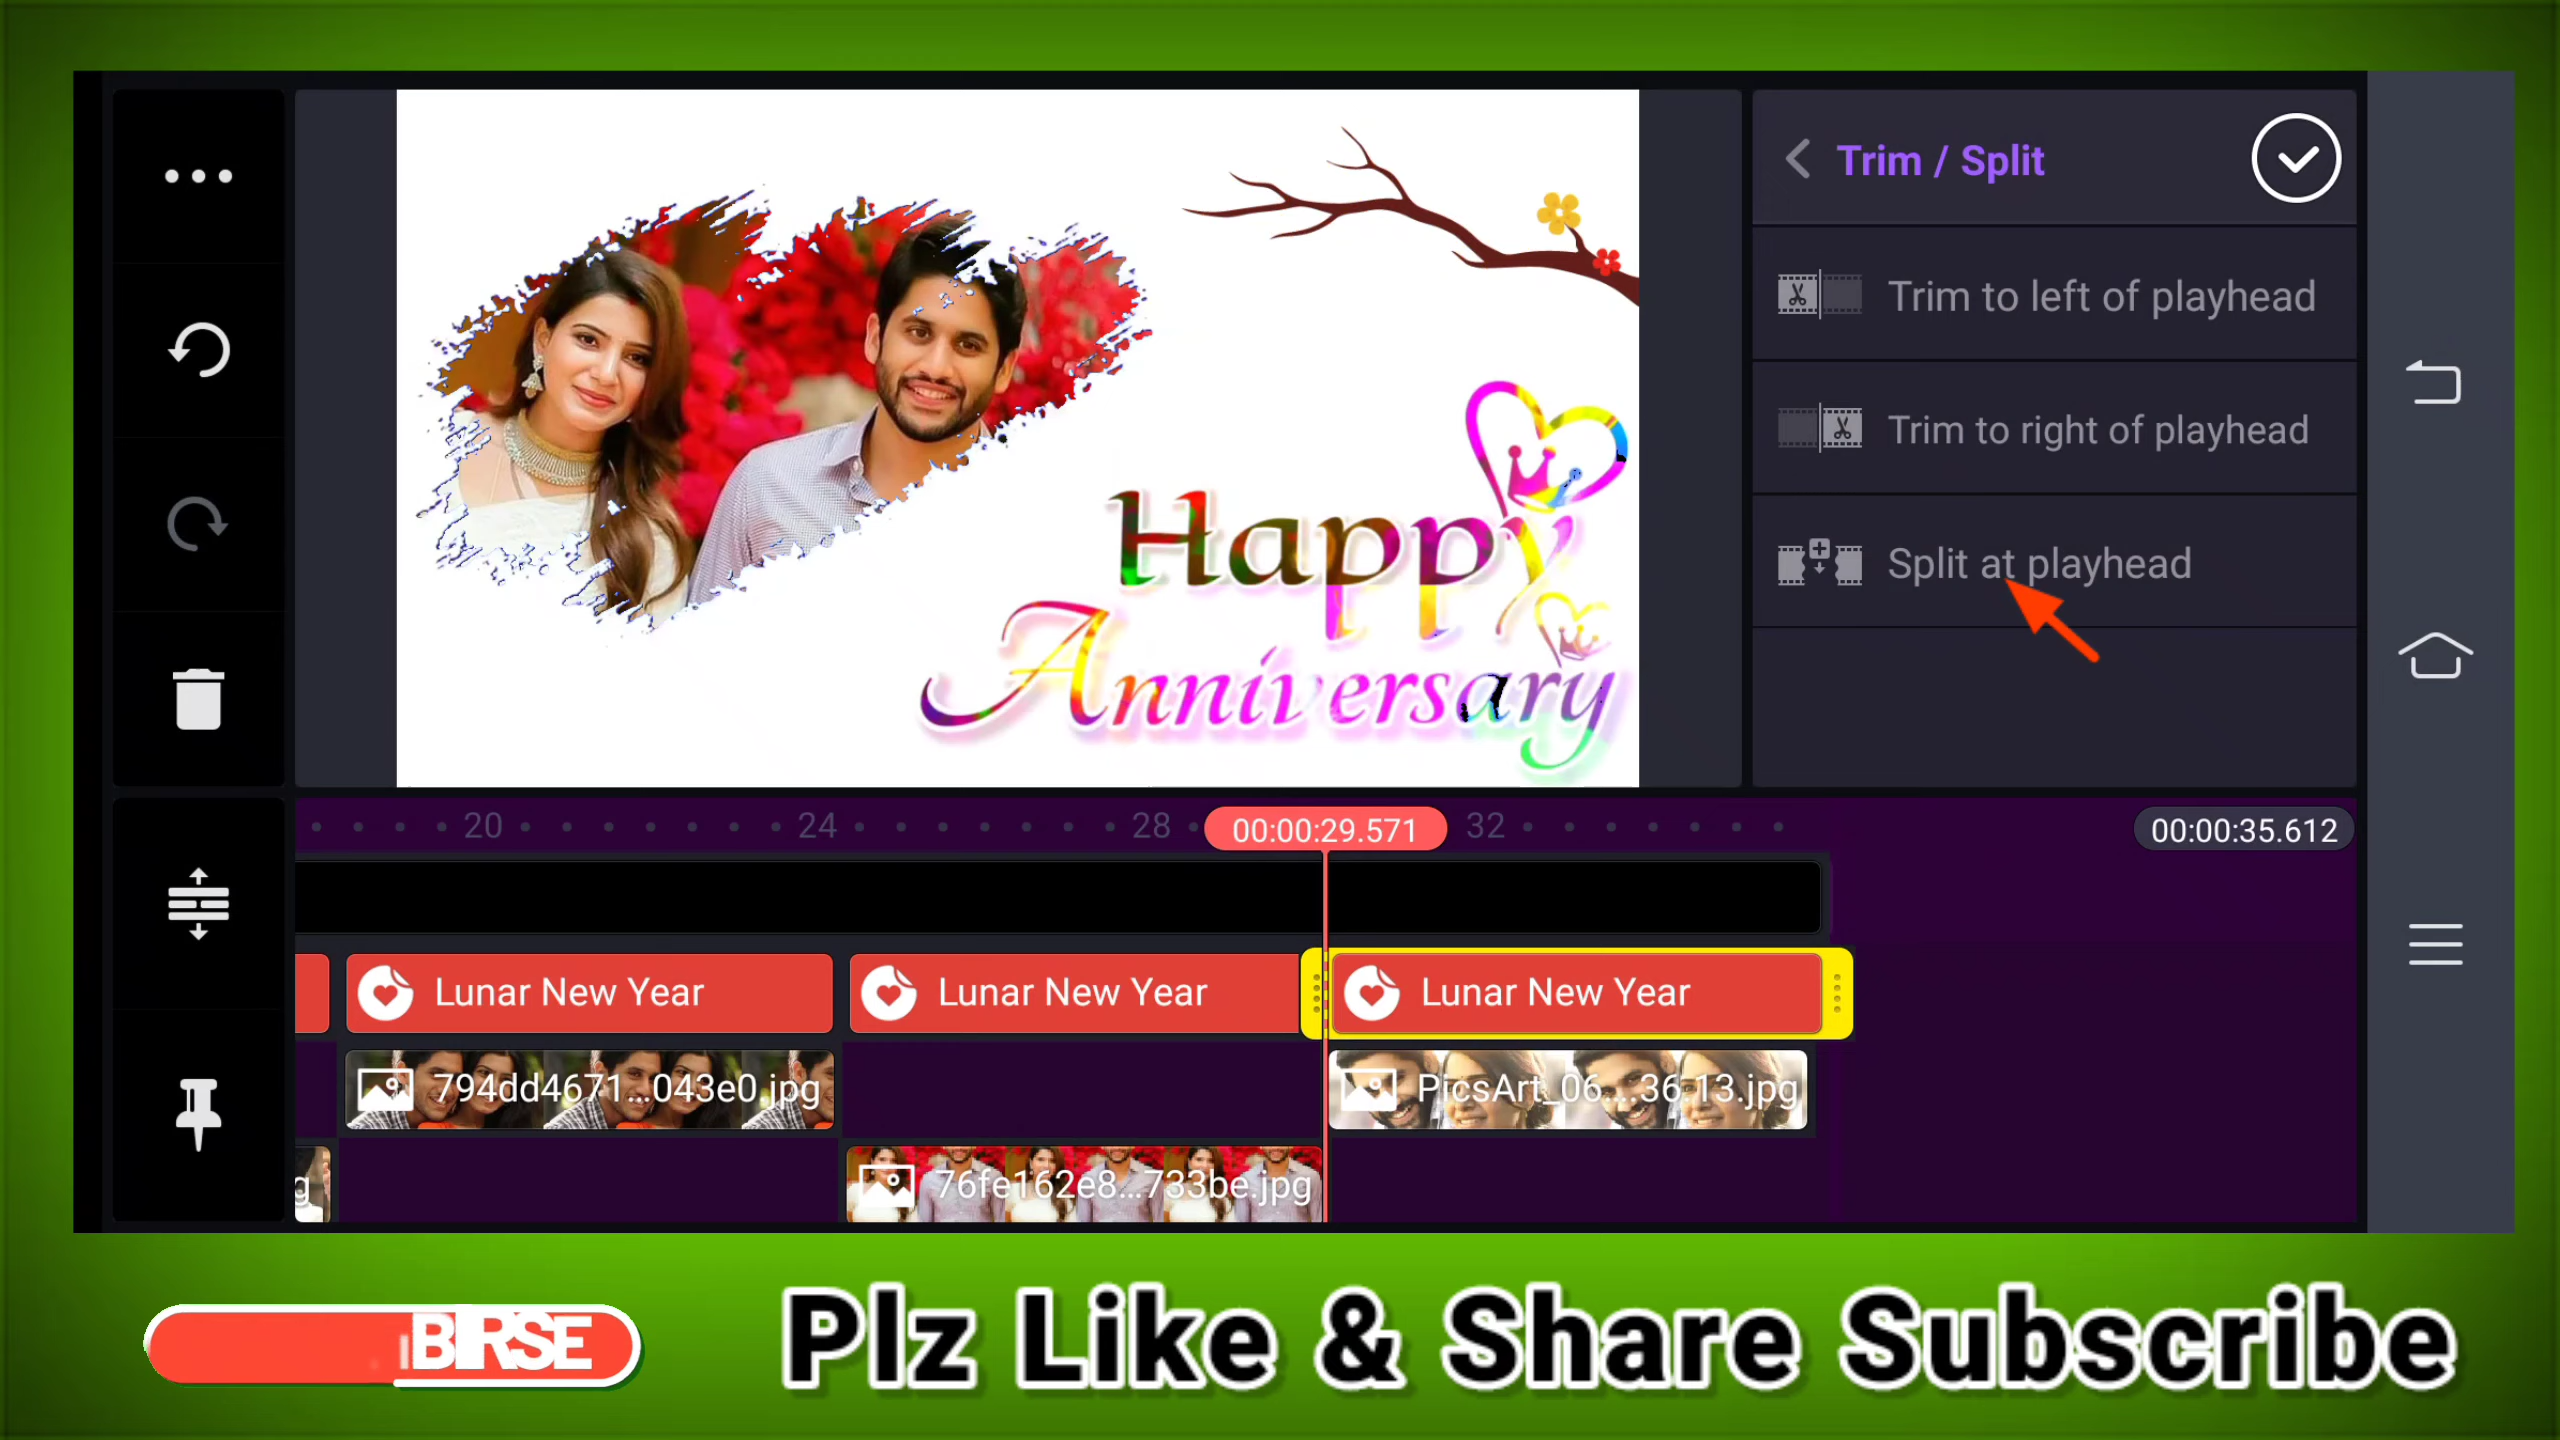 Trim / Split
Trim to left of playhead
Trim to right of playhead
Split at playhead
Happy
Anniversary
20 24 28 00:00:29.571 32 00:00:35.612
Lunar New Year Lunar New Year Lunar New Year
794dd4671...043e0.jpg PicsArt_06...36.13.jpg
g 76fe162e8...733be.jpg
Plz Like & Share Subscribe